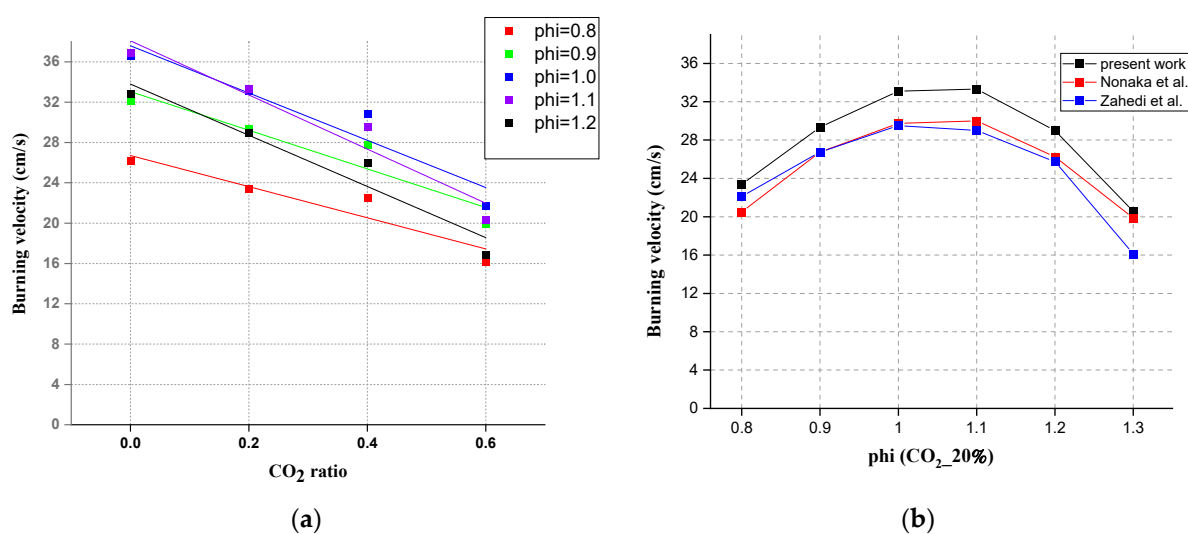 phi=0.8
phi=0.9
phi=1.0
phi=1.1
phi=1.2
Burning velocity (cm/s)
36
32
28
24
20
16
12
8
4
0
0.0 0.2 0.4 0.6
CO2 ratio
(a)
present work
Nonaka et al.
Zahedi et al.
Burning velocity (cm/s)
36
32
28
24
20
16
12
8
4
0
0.8 0.9 1 1.1 1.2 1.3
phi (CO2_20%)
(b)